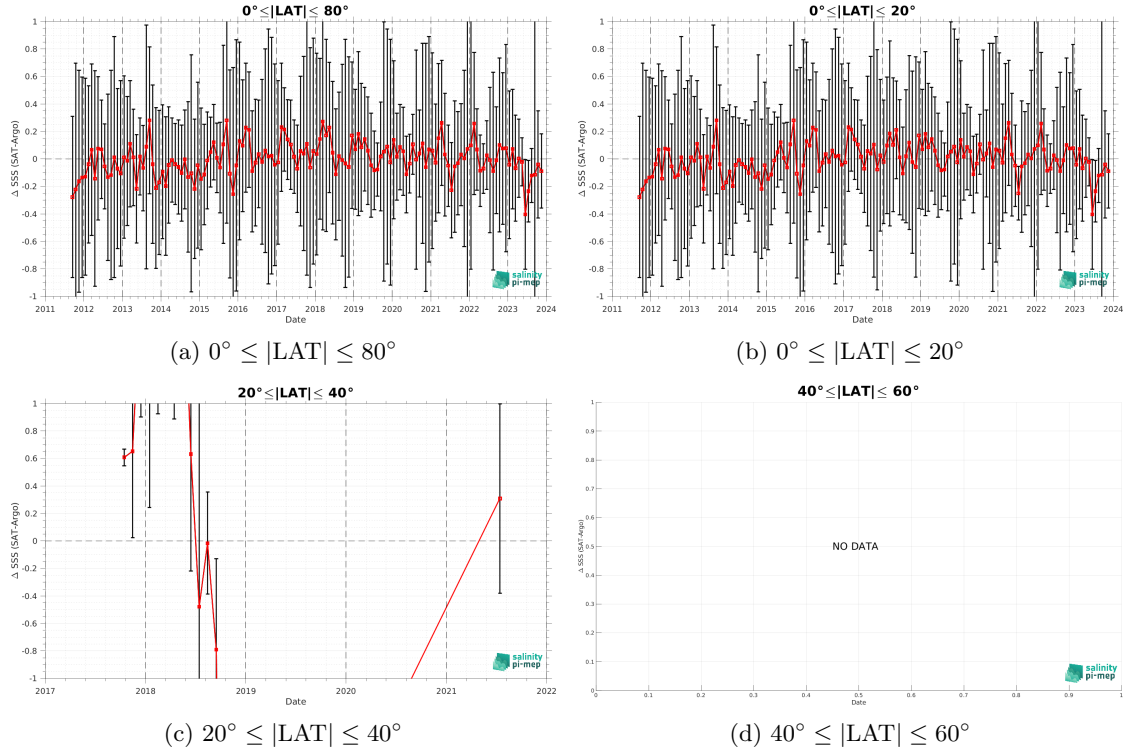 0°≤|LAT|≤ 80°
Δ SSS (SAT-Argo)
1
0.8
0.6
0.4
0.2
0
-0.2
-0.4
-0.6
-0.8
-1
2011 2012 2013 2014 2015 2016 2017 2018 2019 2020 2021 2022 2023 2024
Date
salinity
pi-mep
(a) 0° ≤ |LAT| ≤ 80°
0°≤|LAT|≤ 20°
Δ SSS (SAT-Argo)
1
0.8
0.6
0.4
0.2
0
-0.2
-0.4
-0.6
-0.8
-1
2011 2012 2013 2014 2015 2016 2017 2018 2019 2020 2021 2022 2023 2024
Date
salinity
pi-mep
(b) 0° ≤ |LAT| ≤ 20°
20°≤|LAT|≤ 40°
Δ SSS (SAT-Argo)
1
0.8
0.6
0.4
0.2
0
-0.2
-0.4
-0.6
-0.8
-1
2017 2018 2019 2020 2021 2022
Date
salinity
pi-mep
(c) 20° ≤ |LAT| ≤ 40°
40°≤|LAT|≤ 60°
Δ SSS (SAT-Argo)
1
0.9
0.8
0.7
0.6
0.5
0.4
0.3
0.2
0.1
0
NO DATA
0 0.1 0.2 0.3 0.4 0.5 0.6 0.7 0.8 0.9 1
Date
salinity
pi-mep
(d) 40° ≤ |LAT| ≤ 60°